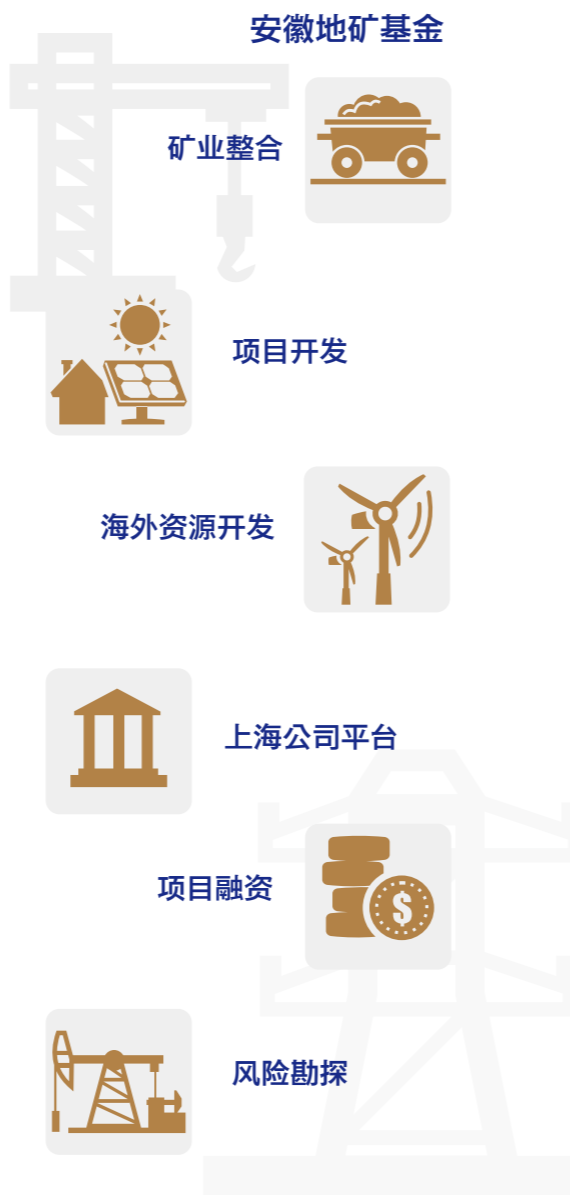 安徽地矿基金
矿业整合
项目开发
海外资源开发
上海公司平台
项目融资
$
风险勘探